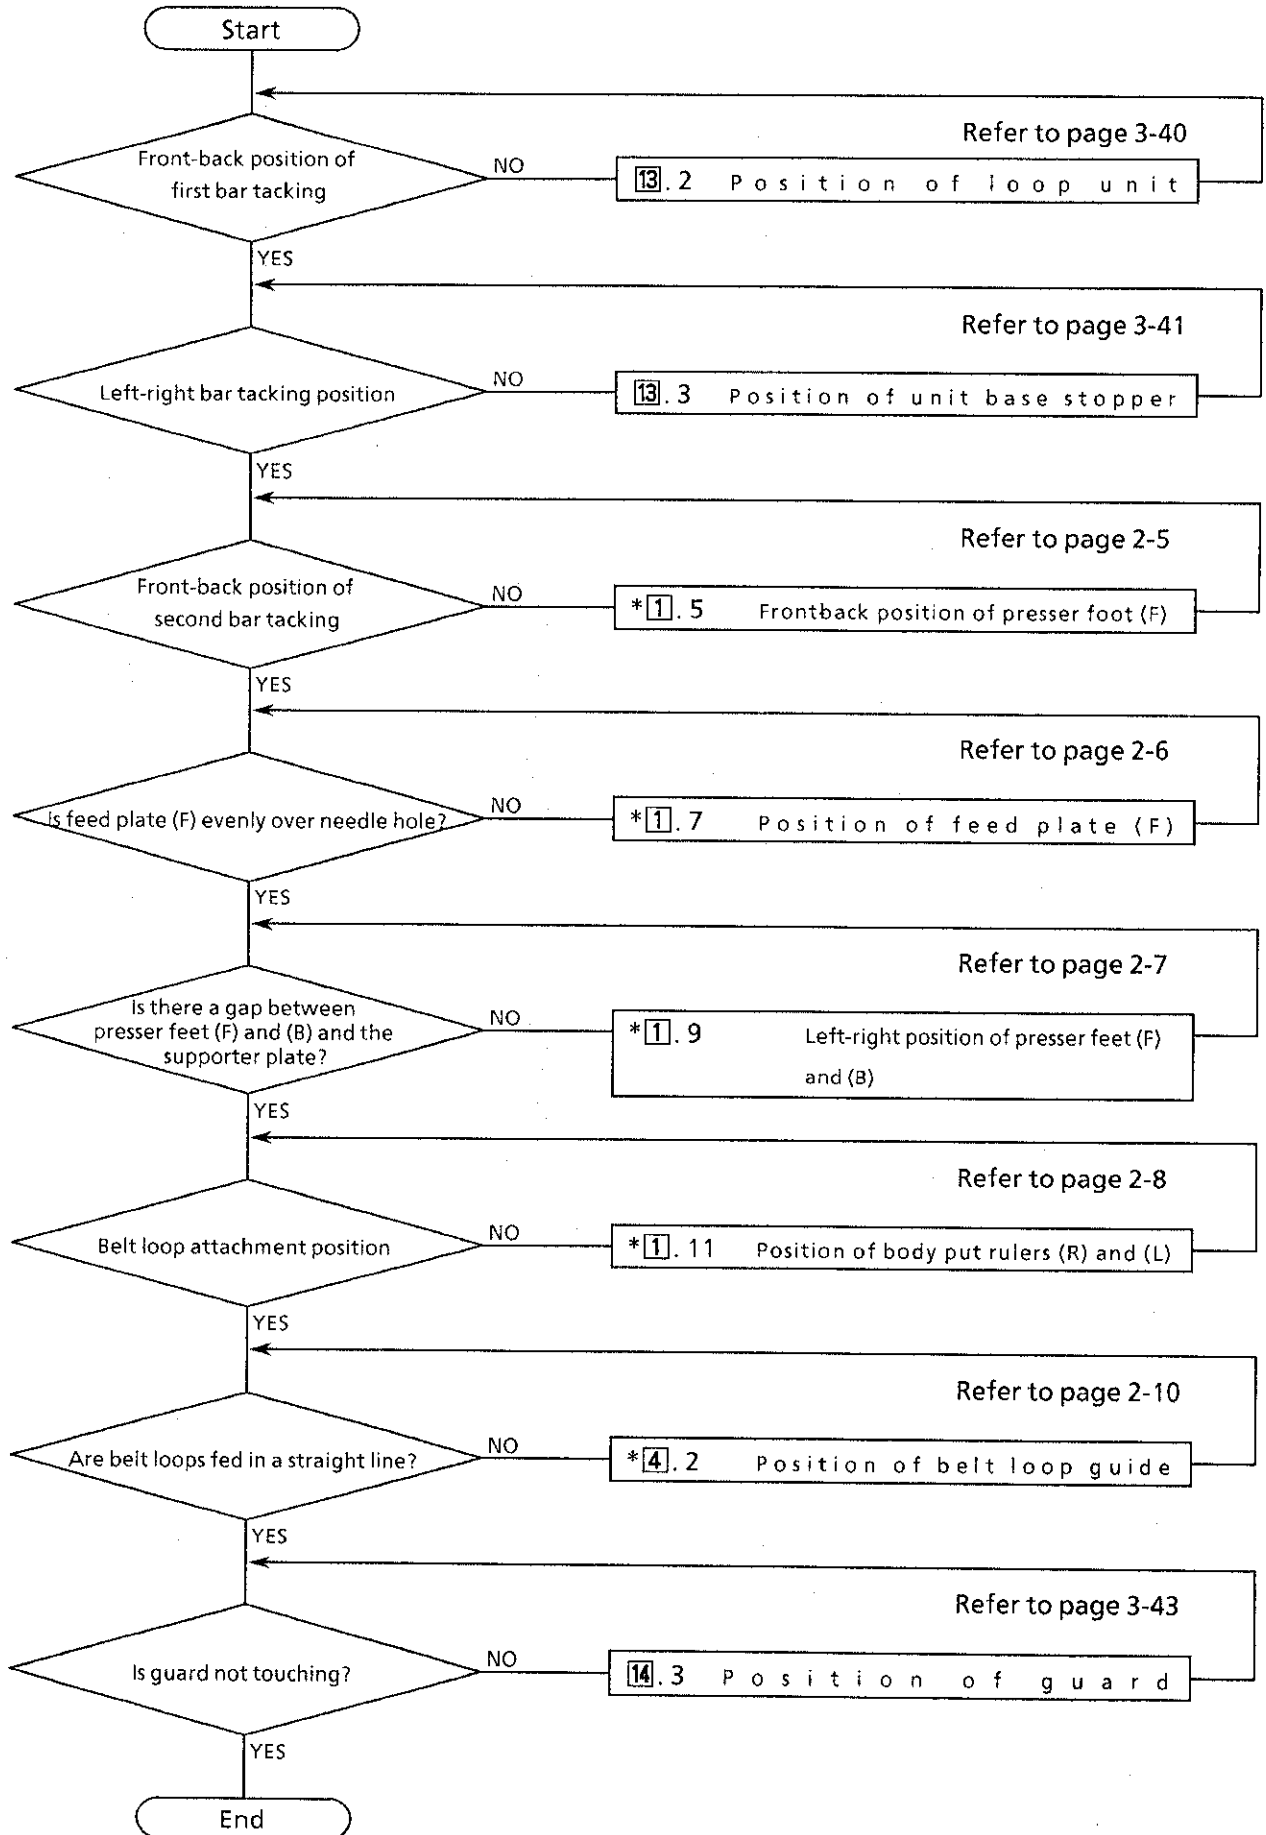 Start
Refer to page 3-40
Front-back position of
first bar tacking
NO
13.2 Position of loop unit
YES
Refer to page 3-41
Left-right bar tacking position
NO
13.3 Position of unit base stopper
YES
Refer to page 2-5
Front-back position of
second bar tacking
NO
*1.5 Frontback position of presser foot (F)
YES
Refer to page 2-6
Is feed plate (F) evenly over needle hole?
NO
*1.7 Position of feed plate (F)
YES
Refer to page 2-7
Is there a gap between
presser feet (F) and (B) and the
supporter plate?
NO
*1.9 Left-right position of presser feet (F)
and (B)
YES
Refer to page 2-8
Belt loop attachment position
NO
*1.11 Position of body put rulers (R) and (L)
YES
Refer to page 2-10
Are belt loops fed in a straight line?
NO
*4.2 Position of belt loop guide
YES
Refer to page 3-43
Is guard not touching?
NO
14.3 Position of guard
YES
End